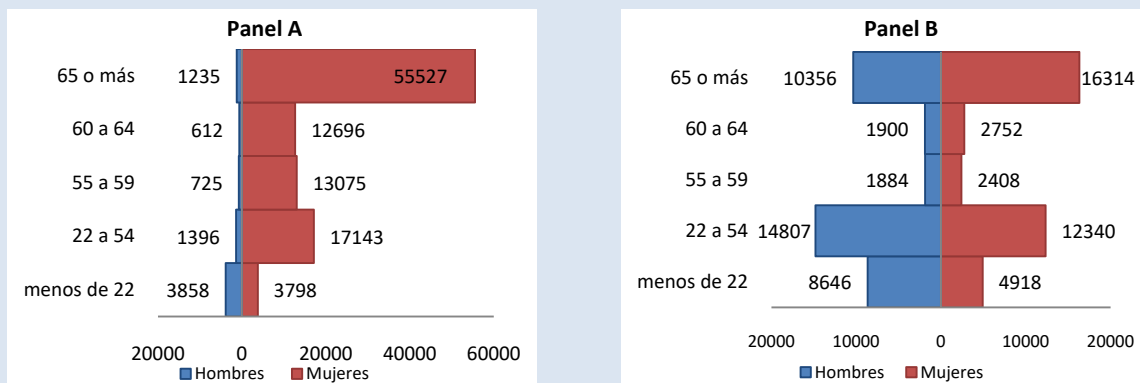 Panel A
65 o más 1235 55527
60 a 64 612 12696
55 a 59 725 13075
22 a 54 1396 17143
menos de 22 3858 3798
20000 0 20000 40000 60000
Hombres Mujeres
Panel B
65 o más 10356 16314
60 a 64 1900 2752
55 a 59 1884 2408
22 a 54 14807 12340
menos de 22 8646 4918
20000 10000 0 10000 20000
Hombres Mujeres